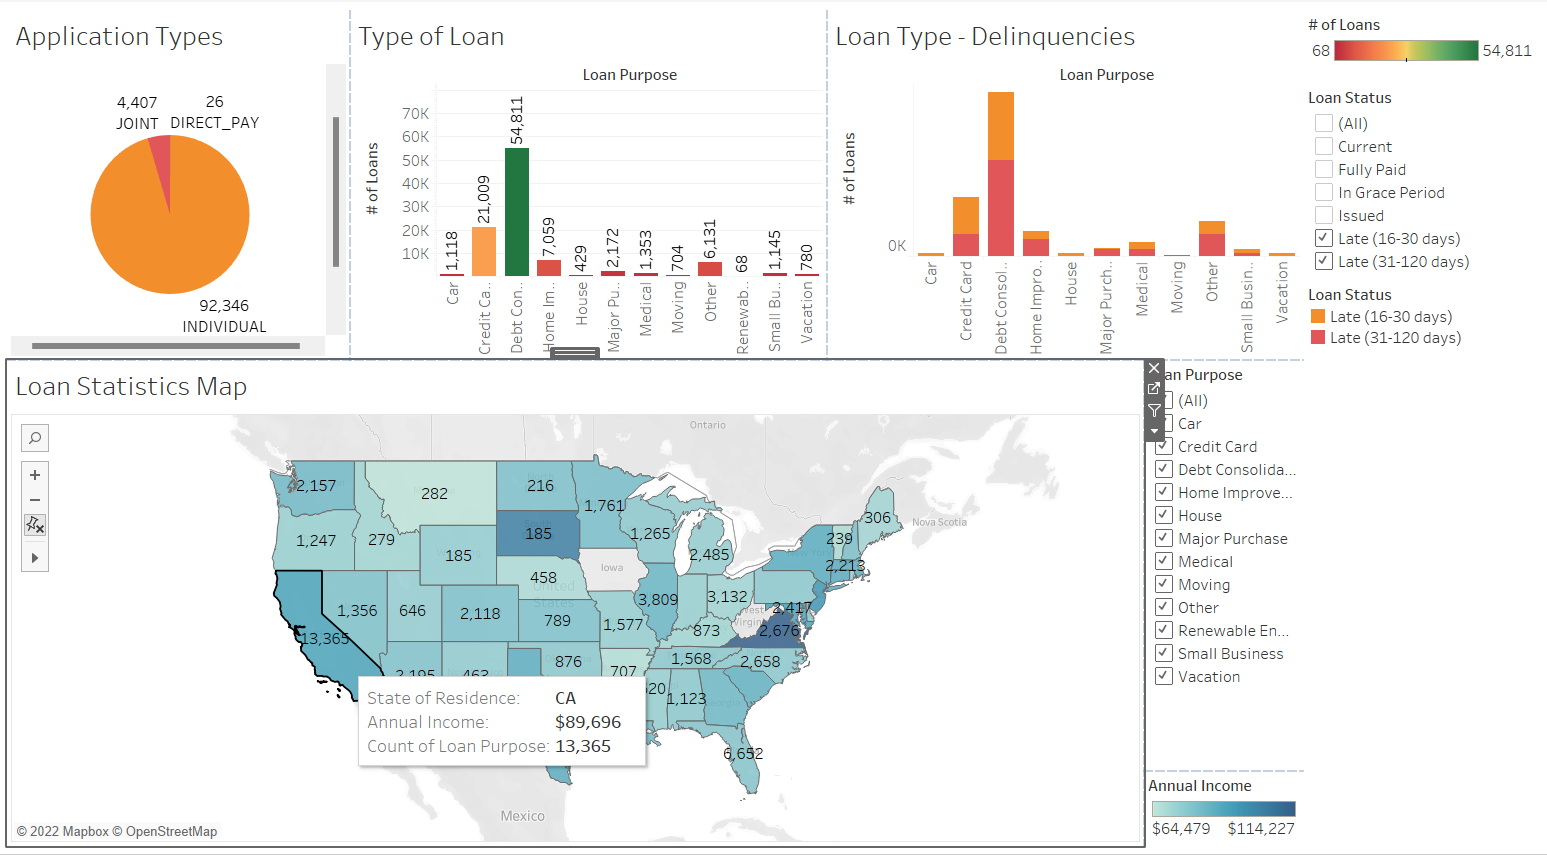 Application Types
4,407
JOINT
26
DIRECT_PAY
92,346
INDIVIDUAL
Type of Loan
Loan Purpose
# of Loans
70K
60K
50K
40K
30K
20K
10K
1,118
21,009
54,811
7,059
429
2,172
1,353
704
6,131
68
1,145
780
Car
Credit Ca..
Debt Con..
Home Im..
House
Major Pu..
Medical
Moving
Other
Renewab..
Small Bu..
Vacation
Loan Type - Delinquencies
Loan Purpose
# of Loans
0K
Car
Credit Card
Debt Consol..
Home Impro..
House
Major Purch..
Medical
Moving
Other
Small Busin..
Vacation
# of Loans
68 54,811
Loan Status
(All)
Current
Fully Paid
In Grace Period
Issued
Late (16-30 days)
Late (31-120 days)
Loan Status
Late (16-30 days)
Late (31-120 days)
Loan Statistics Map
Ontario
Nova Scotia
Iowa
United
States
West
Virginia
Mexico
2,157
282
216
1,761
306
1,247
279
185
185
1,265
2,485
239
2,213
458
1,356
646
2,118
789
3,809
3,132
2,417
13,365
1,577
873
2,676
2,195
463
876
707
1,568
2,658
1,123
6,652
State of Residence: CA
Annual Income: $89,696
Count of Loan Purpose: 13,365
© 2022 Mapbox © OpenStreetMap
an Purpose
(All)
Car
Credit Card
Debt Consolida...
Home Improve...
House
Major Purchase
Medical
Moving
Other
Renewable En...
Small Business
Vacation
Annual Income
$64,479 $114,227